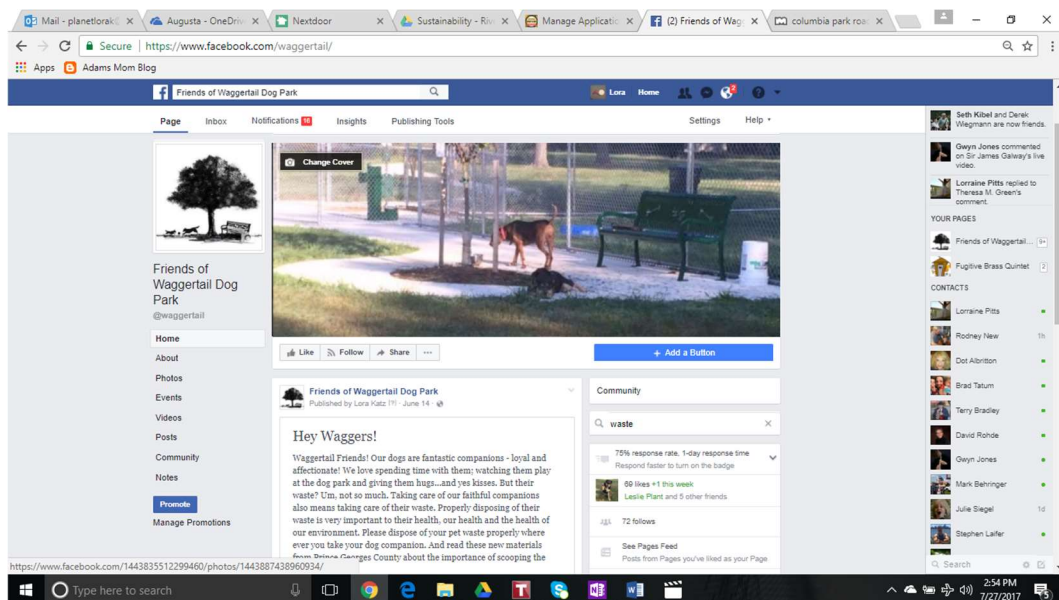 Mail - planetlorak@
Augusta - OneDriv
Nextdoor
Sustainability - Riv
Manage Applicatio
(2) Friends of Wagg
columbia park roa
Secure
https://www.facebook.com/waggertail/
Apps
Adams Mom Blog
Friends of Waggertail Dog Park
Lora
Home
2
Page
Inbox
Notifications 18
Insights
Publishing Tools
Settings
Help
Change Cover
Friends of
Waggertail Dog
Park
@waggertail
Home
About
Photos
Events
Videos
Posts
Community
Notes
Promote
Manage Promotions
Like
Follow
Share
+ Add a Button
Friends of Waggertail Dog Park
Published by Lora Katz [?] · June 14 ·
Hey Waggers!
Waggertail Friends! Our dogs are fantastic companions - loyal and
affectionate! We love spending time with them; watching them play
at the dog park and giving them hugs...and yes kisses. But their
waste? Um, not so much. Taking care of our faithful companions
also means taking care of their waste. Properly disposing of their
waste is very important to their health, our health and the health of
our environment. Please dispose of your pet waste properly where
ever you take your dog companion. And read these new materials
from Prince Georges County about the importance of scooping the
Community
waste
75% response rate, 1-day response time
Respond faster to turn on the badge
69 likes +1 this week
Leslie Plant and 5 other friends
72 follows
See Pages Feed
Posts from Pages you've liked as your Page
Seth Kibel and Derek
Wiegmann are now friends.
Gwyn Jones commented
on Sir James Galway's live
video.
Lorraine Pitts replied to
Theresa M. Green's
comment.
YOUR PAGES
Friends of Waggertail... 9+
Fugitive Brass Quintet 2
CONTACTS
Lorraine Pitts
Rodney New 1h
Dot Albritton
Brad Tatum
Terry Bradley
David Rohde
Gwyn Jones
Mark Behringer
Julie Siegel 1d
Stephen Laifer
Search
https://www.facebook.com/1443835512299460/photos/1443887438960934/
Type here to search
2:54 PM
7/27/2017